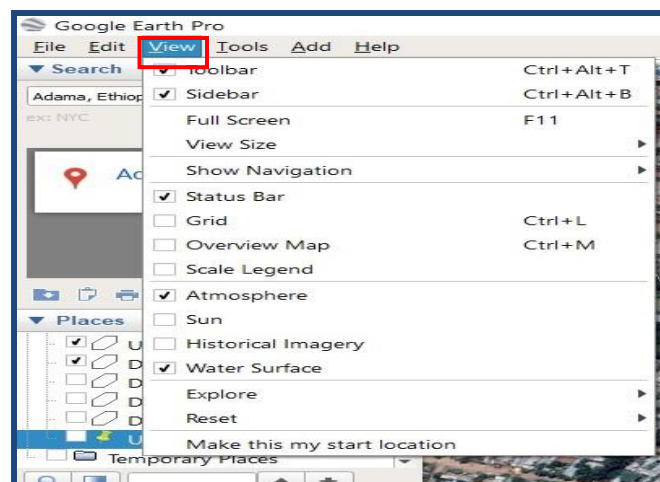 Google Earth Pro
File Edit View Tools Add Help
Search
Toolbar Ctrl+Alt+T
Adama, Ethiop
Sidebar Ctrl+Alt+B
ex: NYC
Full Screen F11
View Size
Show Navigation
Ad
Status Bar
Grid Ctrl+L
Overview Map Ctrl+M
Scale Legend
Atmosphere
Places
Sun
U
Historical Imagery
D
Water Surface
D
D
Explore
D
Reset
U
Make this my start location
Temporary Places